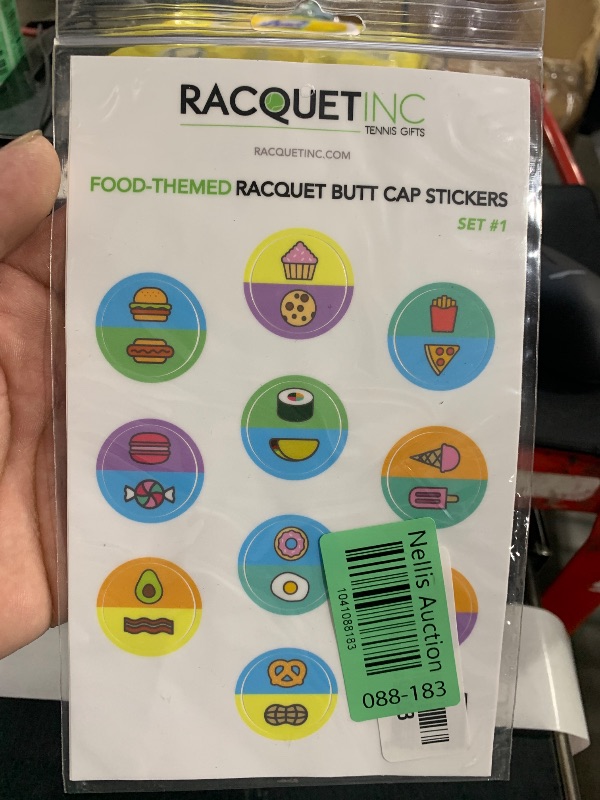 RACQUETINC
TENNIS GIFTS
RACQUETINC.COM
FOOD-THEMED RACQUET BUTT CAP STICKERS
SET #1
Nellis Auction
1041088183
088-183